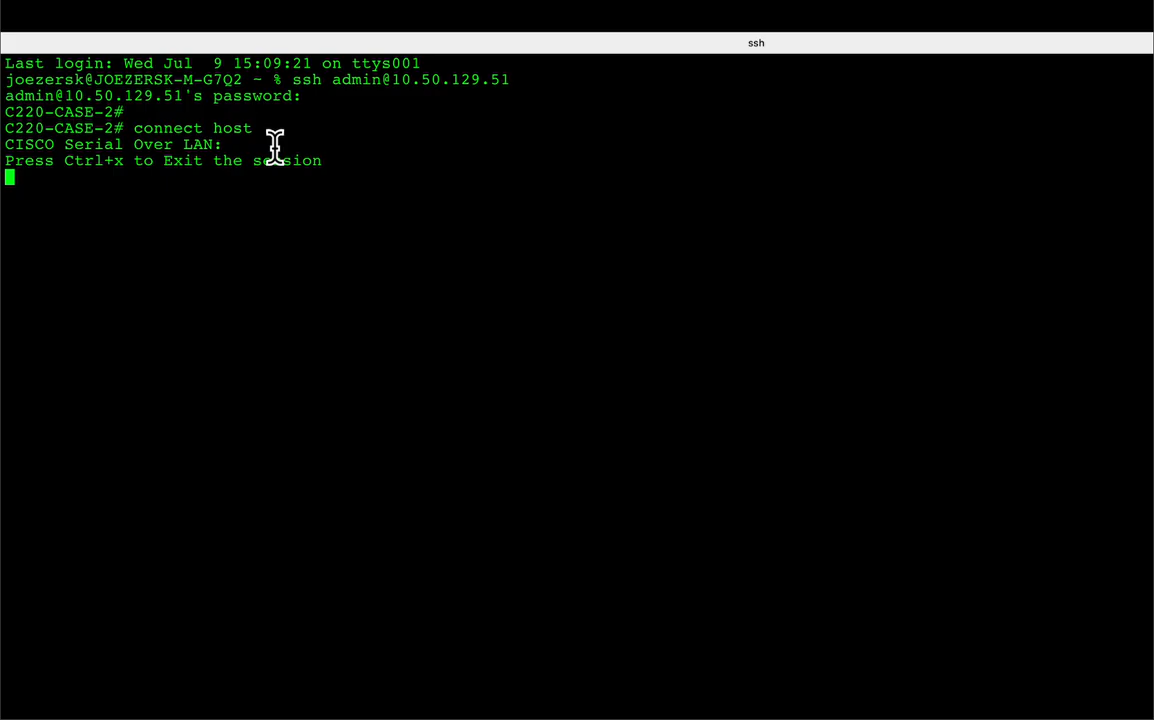 ssh
Last login: Wed Jul  9 15:09:21 on ttys001
joezersk@JOEZERSK-M-G7Q2 ~ % ssh admin@10.50.129.51
admin@10.50.129.51's password:
C220-CASE-2#
C220-CASE-2# connect host
CISCO Serial Over LAN:
Press Ctrl+x to Exit the session